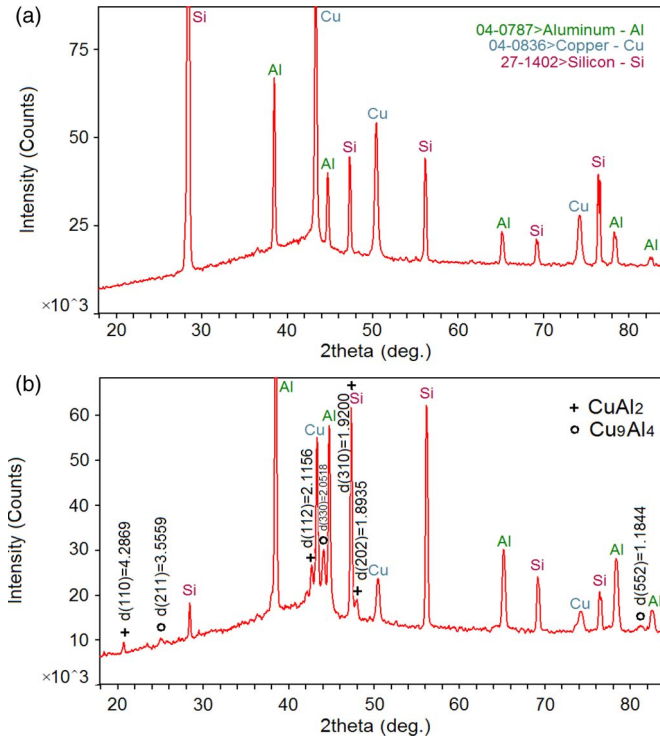 (a)
75
50
25
×10^3
Intensity (Counts)
Si
Al
Cu
Al
Si
Cu
Si
Al
Si
Cu
Si
Al
Al
04-0787>Aluminum - Al
04-0836>Copper - Cu
27-1402>Silicon - Si
20 30 40 50 60 70 80
2theta (deg.)
(b)
60
50
40
30
20
10
×10^3
Intensity (Counts)
+ d(110)=4.2869
o d(211)=3.5559
Si
Al
+ d(112)=2.1156
Cu
o d(330)=2.0518
Al
+
Si
d(310)=1.9200
+ d(202)=1.8935
Cu
Si
Al
Si
Cu
Si
Al
o d(552)=1.1844
Al
+ CuAl2
o Cu9Al4
20 30 40 50 60 70 80
2theta (deg.)